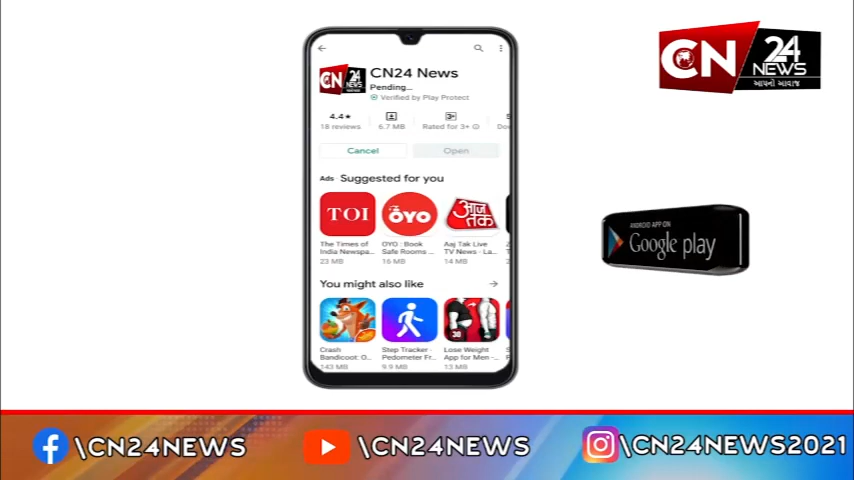 CN 24 NEWS
આપનો અવાજ
CN 24 NEWS
CN24 News
Pending...
Verified by Play Protect
4.4★
18 reviews
6.7 MB
3+
Rated for 3+
Cancel
Open
Ads Suggested for you
TOI
OYO
आज तक
The Times of
India Newspa...
23 MB
OYO : Book
Safe Rooms ...
16 MB
Aaj Tak Live
TV News - La...
14 MB
You might also like
30
Crash
Bandicoot: O...
143 MB
Step Tracker -
Pedometer Fr...
9.9 MB
Lose Weight
App for Men -...
13 MB
ANDROID APP ON
Google play
\CN24NEWS
\CN24NEWS
\CN24NEWS2021